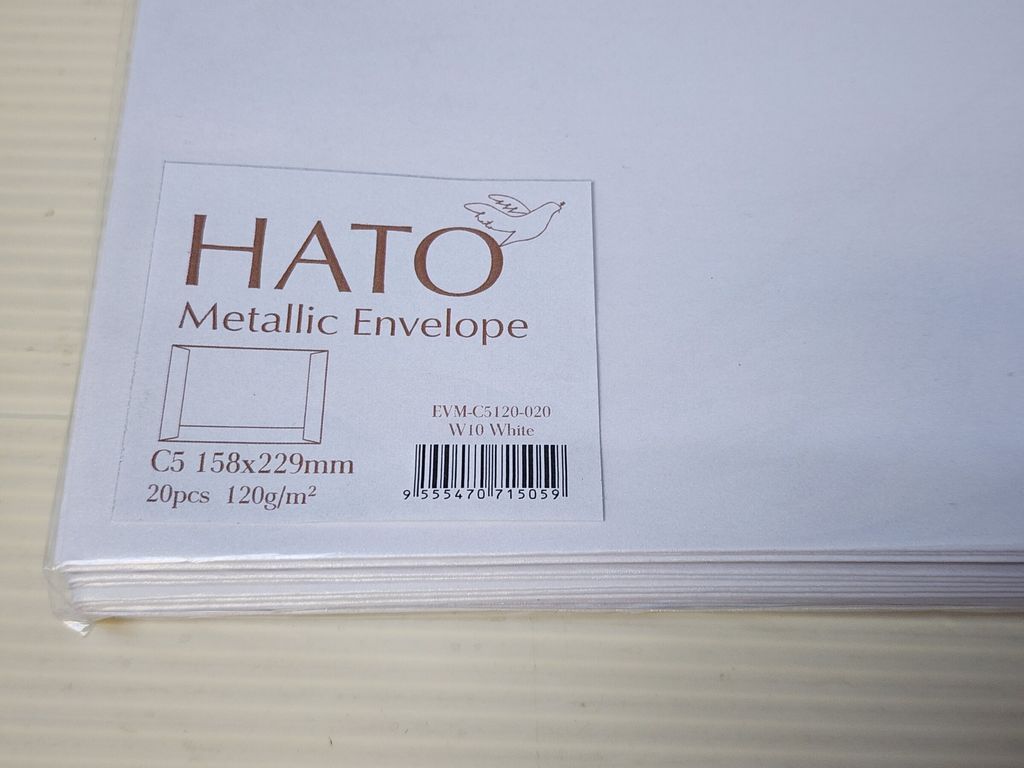 HATO
Metallic Envelope
EVM-C5120-020
W10 White
C5 158x229mm
20pcs 120g/m²
9 555470 715059